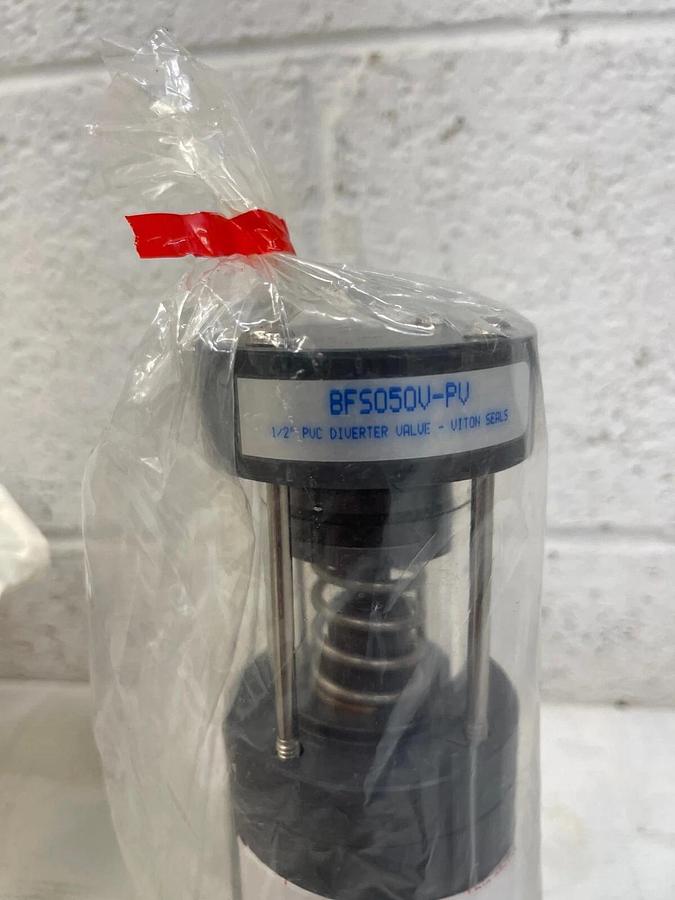 BFS050V-PV
1/2" PVC DIVERTER VALVE - VITON SEALS